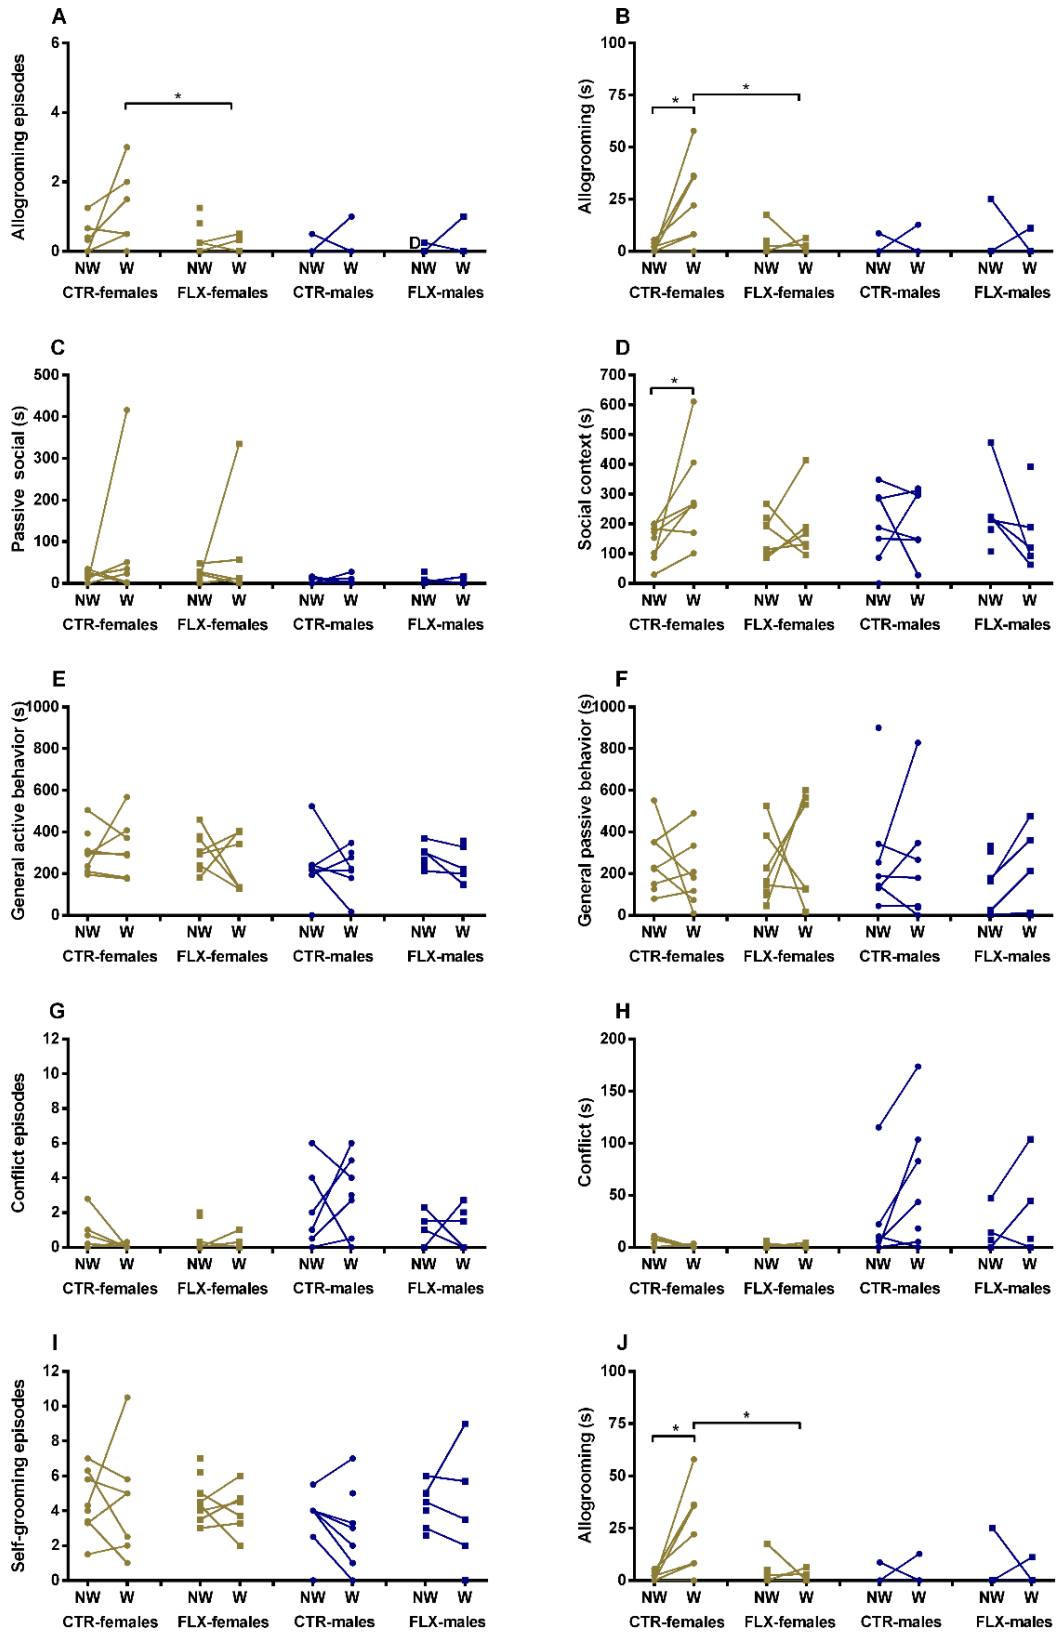 A
Allogrooming episodes
6
4
2
0
*
D
NW W NW W NW W NW W
CTR-females FLX-females CTR-males FLX-males
B
Allogrooming (s)
100
75
50
25
0
*
*
NW W NW W NW W NW W
CTR-females FLX-females CTR-males FLX-males
C
Passive social (s)
500
400
300
200
100
0
NW W NW W NW W NW W
CTR-females FLX-females CTR-males FLX-males
D
Social context (s)
700
600
500
400
300
200
100
0
*
NW W NW W NW W NW W
CTR-females FLX-females CTR-males FLX-males
E
General active behavior (s)
1000
800
600
400
200
0
NW W NW W NW W NW W
CTR-females FLX-females CTR-males FLX-males
F
General passive behavior (s)
1000
800
600
400
200
0
NW W NW W NW W NW W
CTR-females FLX-females CTR-males FLX-males
G
Conflict episodes
12
10
8
6
4
2
0
NW W NW W NW W NW W
CTR-females FLX-females CTR-males FLX-males
H
Conflict (s)
200
150
100
50
0
NW W NW W NW W NW W
CTR-females FLX-females CTR-males FLX-males
I
Self-grooming episodes
12
10
8
6
4
2
0
NW W NW W NW W NW W
CTR-females FLX-females CTR-males FLX-males
J
Allogrooming (s)
100
75
50
25
0
*
*
NW W NW W NW W NW W
CTR-females FLX-females CTR-males FLX-males